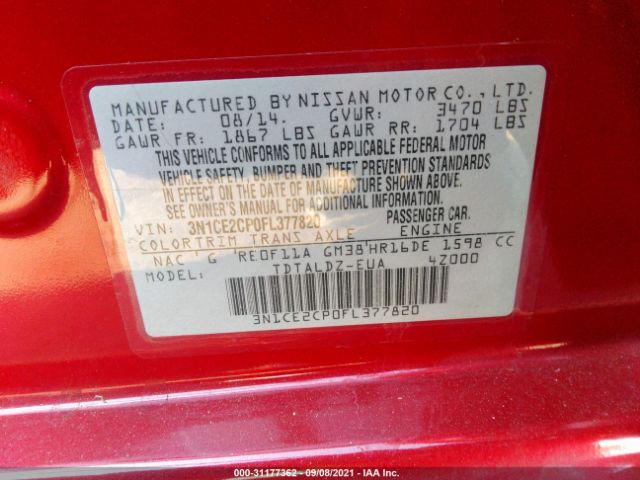 MANUFACTURED BY NISSAN MOTOR CO., LTD.
DATE: 08/14. GVWR: 3470 LBS
GAWR FR: 1867 LBS GAWR RR: 1704 LBS
THIS VEHICLE CONFORMS TO ALL APPLICABLE FEDERAL MOTOR
VEHICLE SAFETY, BUMPER AND THEFT PREVENTION STANDARDS
IN EFFECT ON THE DATE OF MANUFACTURE SHOWN ABOVE.
SEE OWNER'S MANUAL FOR ADDITIONAL INFORMATION.
VIN: 3N1CE2CP0FL377820 PASSENGER CAR.
COLOR TRIM TRANS AXLE ENGINE
NAC G RE0F11A GM38 HR16DE 1598 CC
MODEL: TDTALDZ-EUA 4Z000
3N1CE2CP0FL377820
000-31177362 - 09/08/2021 - IAA Inc.